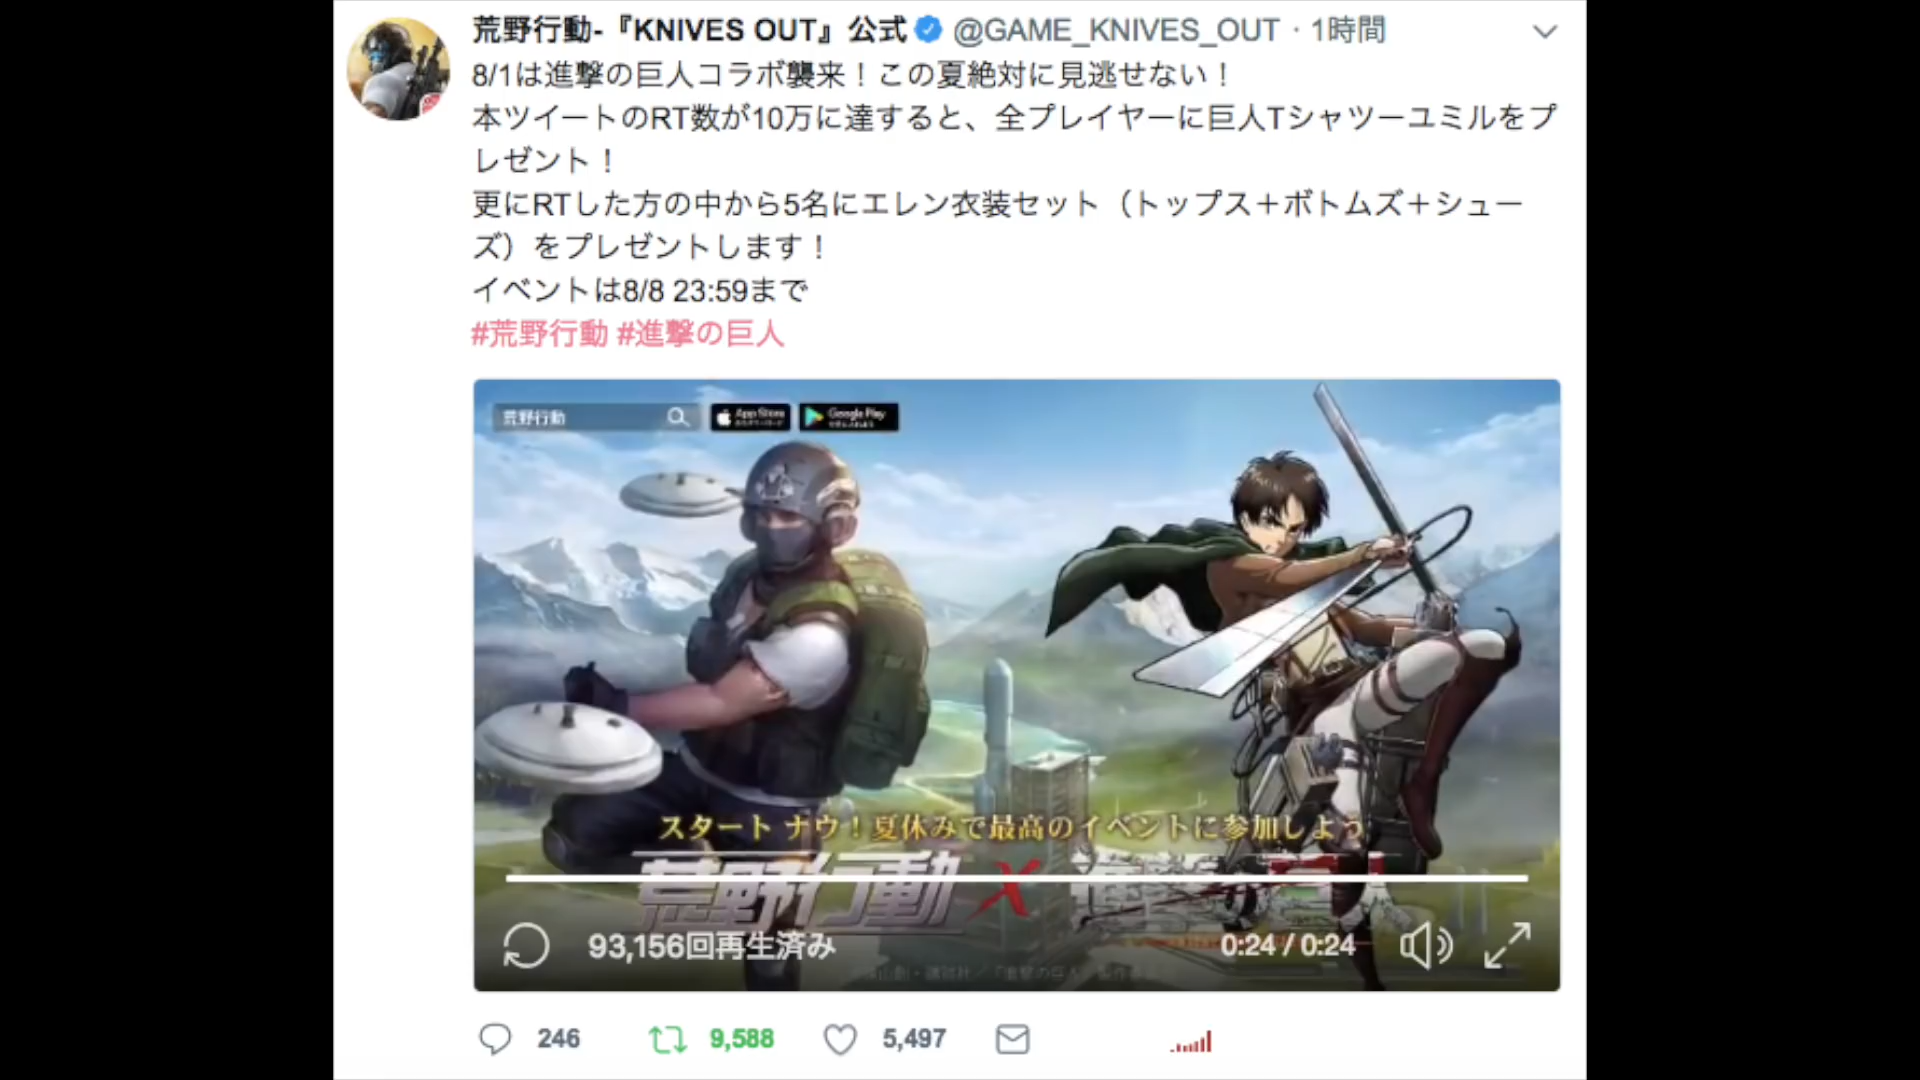 荒野行動-『KNIVES OUT』公式 @GAME_KNIVES_OUT · 1時間
8/1は進撃の巨人コラボ襲来！この夏絶対に見逃せない！
本ツイートのRT数が10万に達すると、全プレイヤーに巨人Tシャツーユミルをプ
レゼント！
更にRTした方の中から5名にエレン衣装セット（トップス＋ボトムズ＋シュー
ズ）をプレゼントします！
イベントは8/8 23:59まで
#荒野行動 #進撃の巨人
荒野行動
App Store
Google Play
スタート ナウ！夏休みで最高のイベントに参加しよう
荒野行動 X 進撃の巨人
93,156回再生済み
0:24 / 0:24
246
9,588
5,497